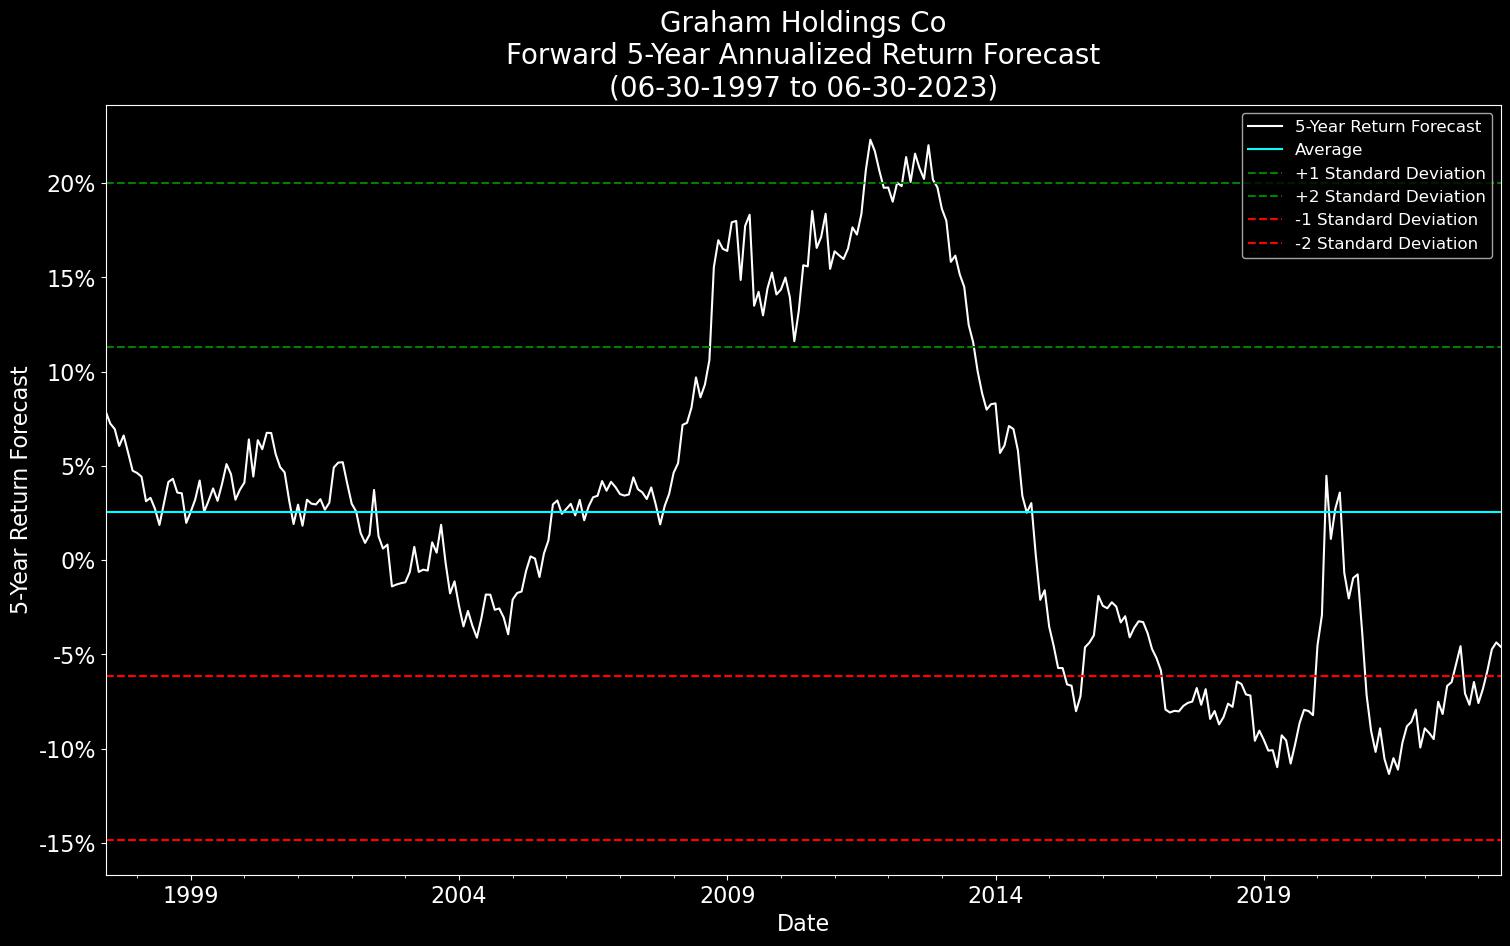 Graham Holdings Co
Forward 5-Year Annualized Return Forecast
(06-30-1997 to 06-30-2023)
5-Year Return Forecast
Average
+1 Standard Deviation
+2 Standard Deviation
-1 Standard Deviation
-2 Standard Deviation
20%
15%
10%
5%
0%
-5%
-10%
-15%
5-Year Return Forecast
1999
2004
2009
2014
2019
Date